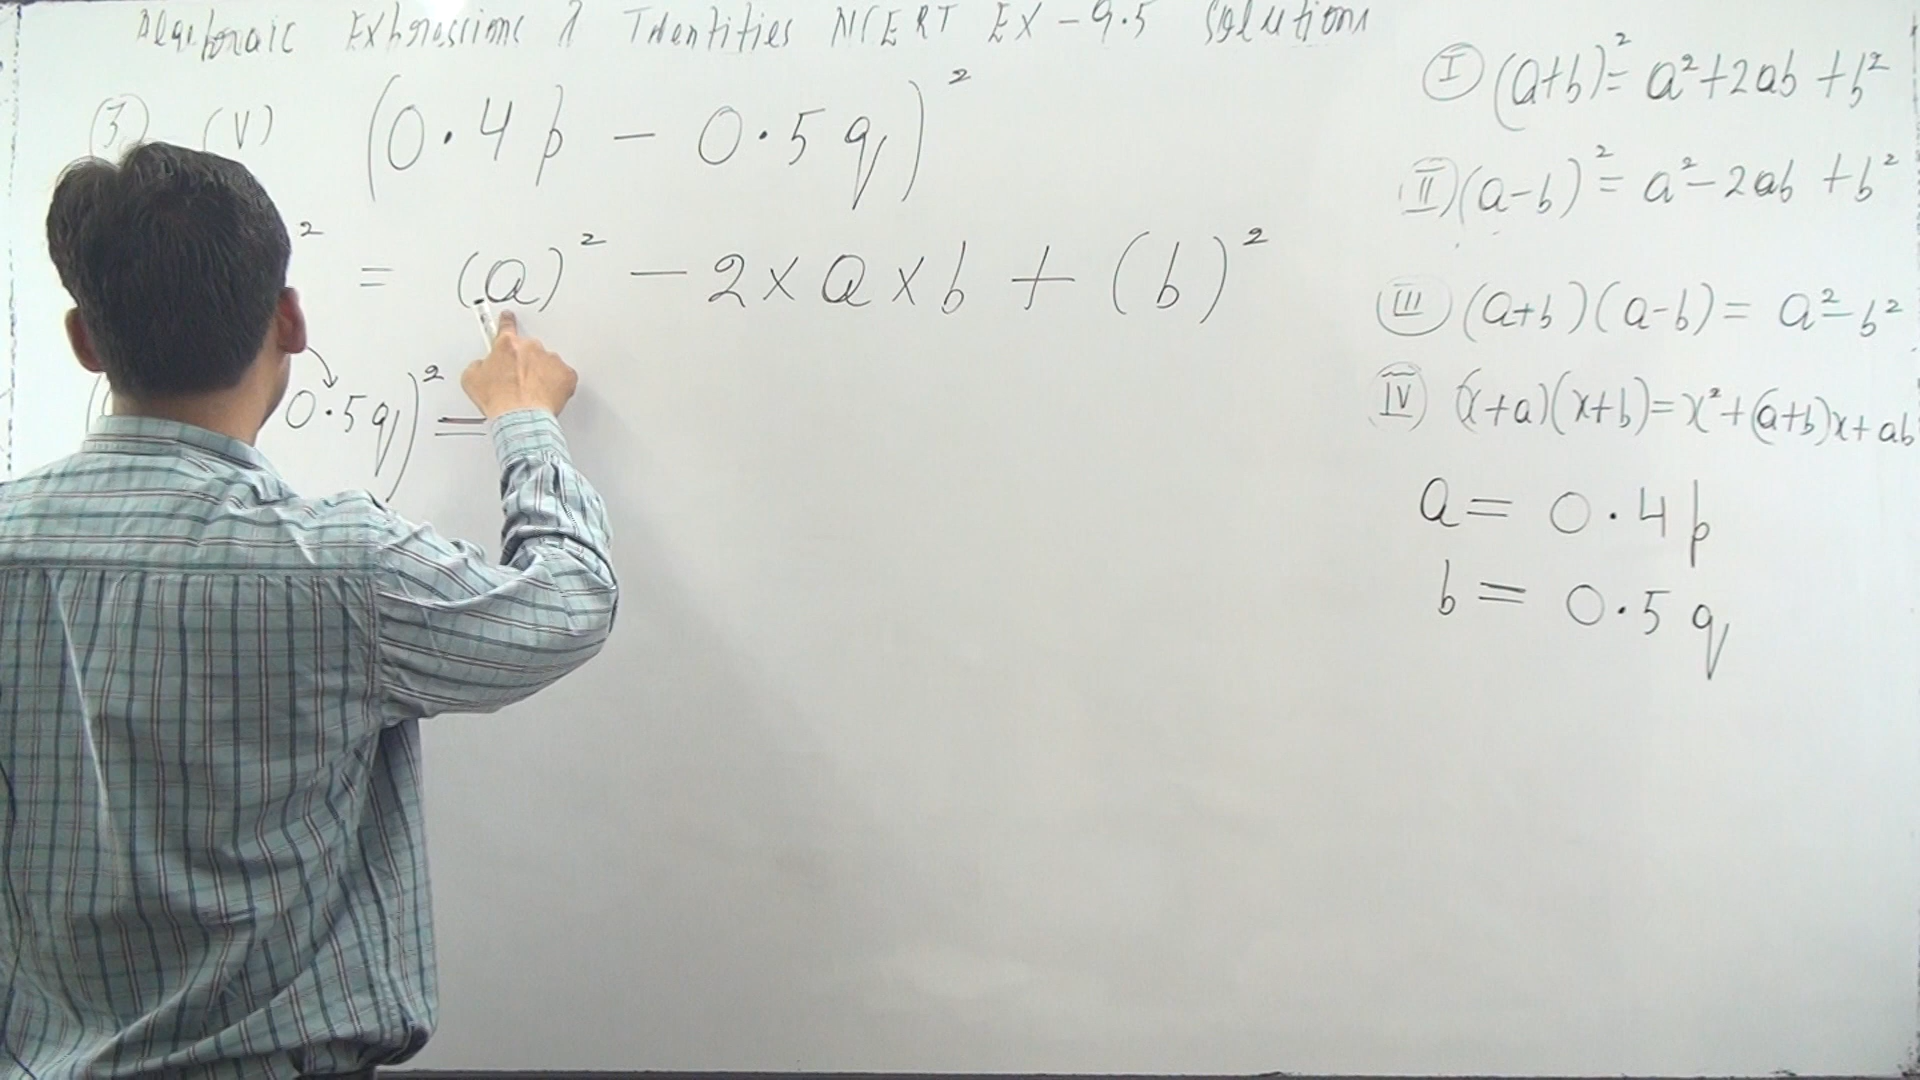 Algebraic Expressions & Identities NCERT EX-9.5 Solutions
(3) (V) (0.4p - 0.5q)²
² = (a)² - 2×a×b + (b)²
( 0.5q)² =
(I) (a+b)² = a²+2ab+b²
(II) (a-b)² = a²-2ab+b²
(III) (a+b)(a-b) = a²-b²
(IV) (x+a)(x+b) = x²+(a+b)x+ab
a = 0.4p
b = 0.5q